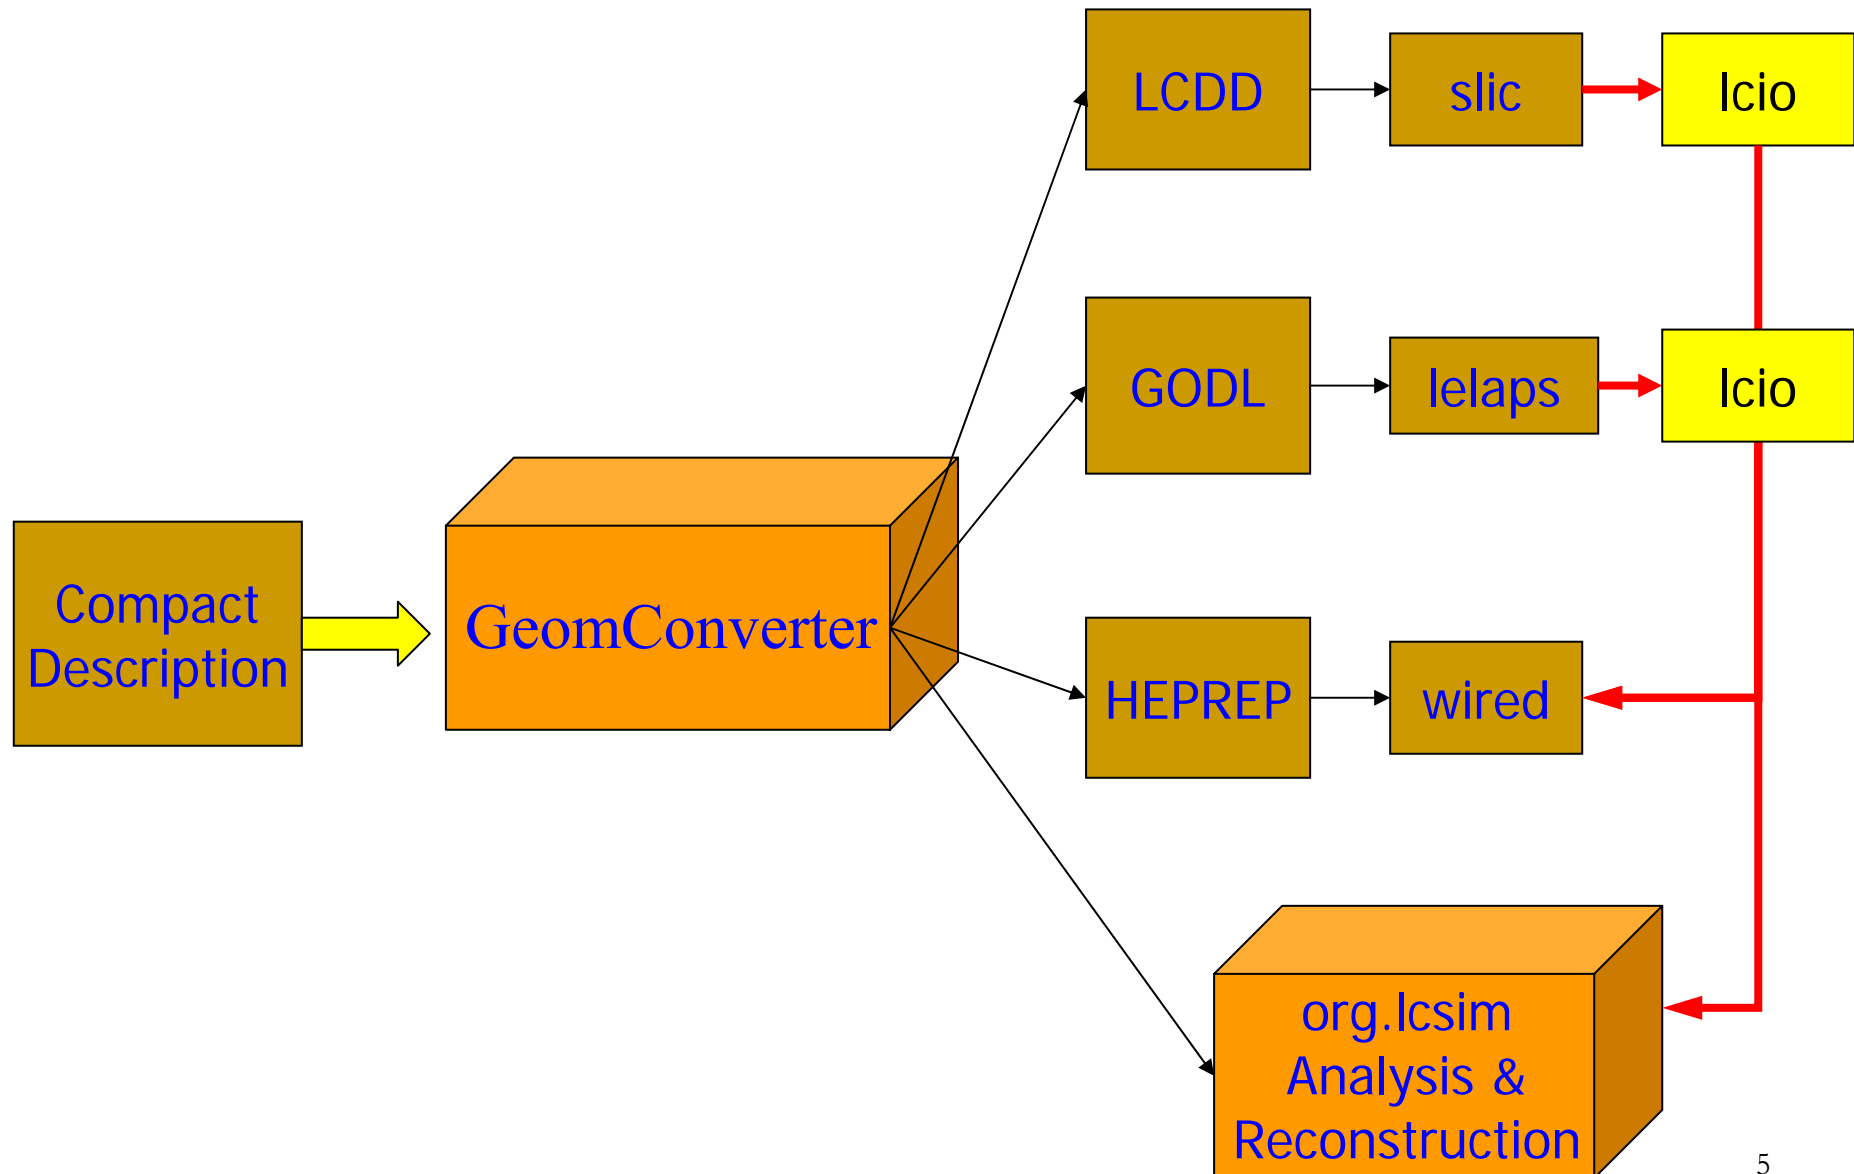 LCDD
slic
lcio
GODL
lelaps
lcio
Compact
Description
GeomConverter
HEPREP
wired
org.lcsim
Analysis &
Reconstruction
5